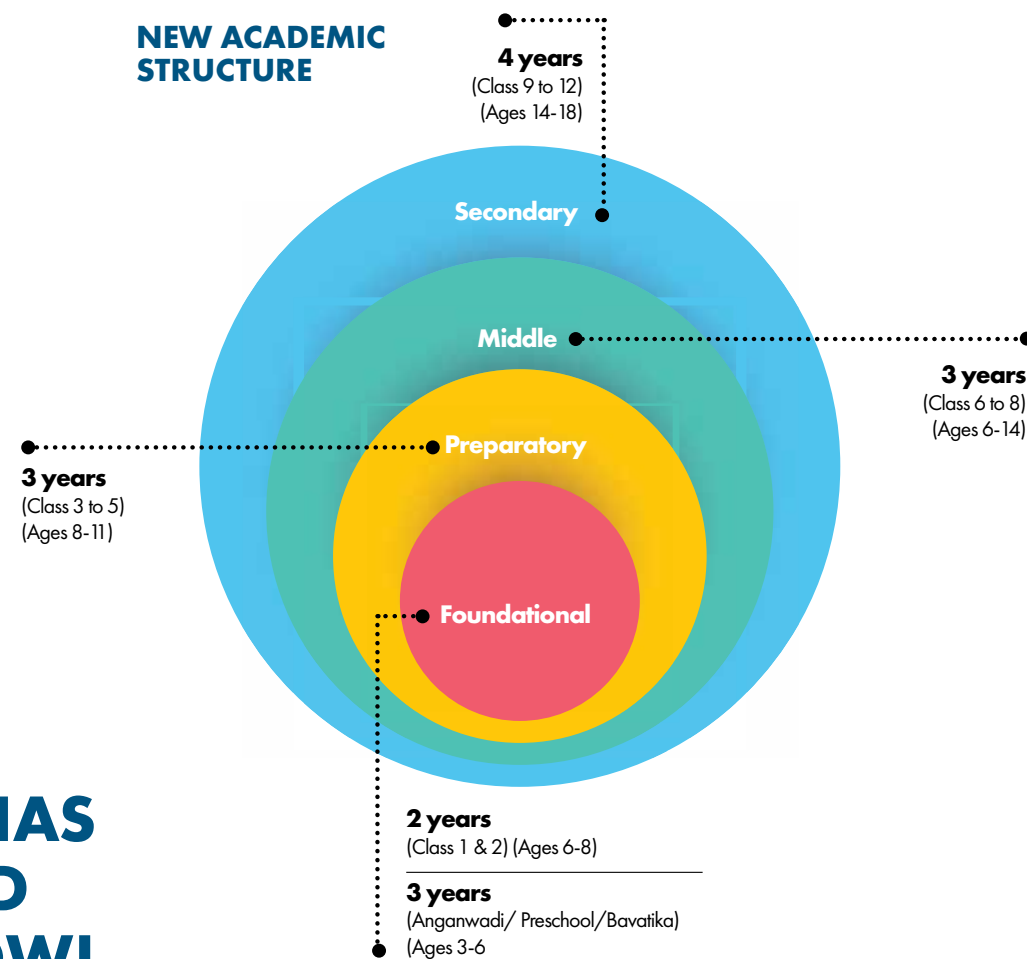 NEW ACADEMIC
STRUCTURE
4 years
(Class 9 to 12)
(Ages 14-18)
Secondary
Middle
3 years
(Class 6 to 8)
(Ages 6-14)
Preparatory
3 years
(Class 3 to 5)
(Ages 8-11)
Foundational
2 years
(Class 1 & 2) (Ages 6-8)
3 years
(Anganwadi/ Preschool/Bavatika)
(Ages 3-6